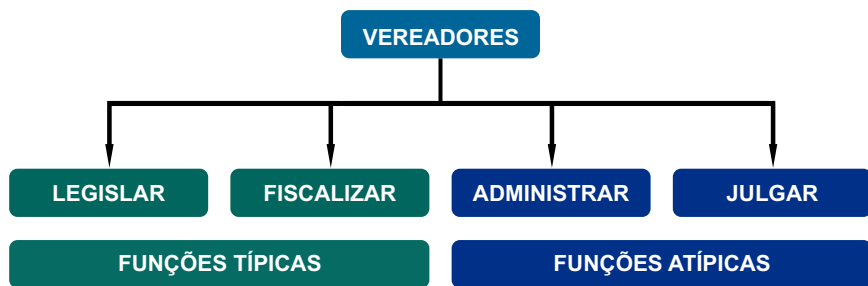 VEREADORES
LEGISLAR
FISCALIZAR
ADMINISTRAR
JULGAR
FUNÇÕES TÍPICAS
FUNÇÕES ATÍPICAS